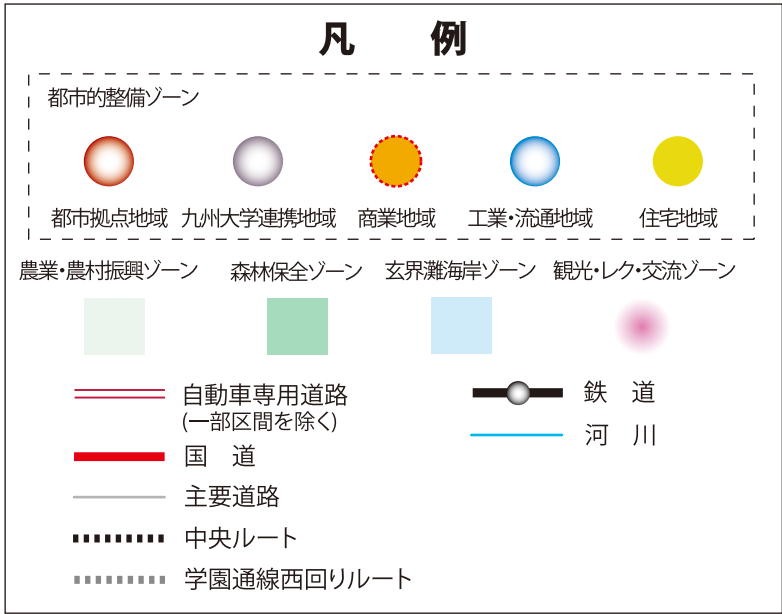 凡 例
都市的整備ゾーン
都市拠点地域 九州大学連携地域 商業地域 工業・流通地域 住宅地域
農業・農村振興ゾーン 森林保全ゾーン 玄界灘海岸ゾーン 観光・レク・交流ゾーン
自動車専用道路
(一部区間を除く)
国 道
主要道路
中央ルート
学園通線西回りルート
鉄 道
河 川